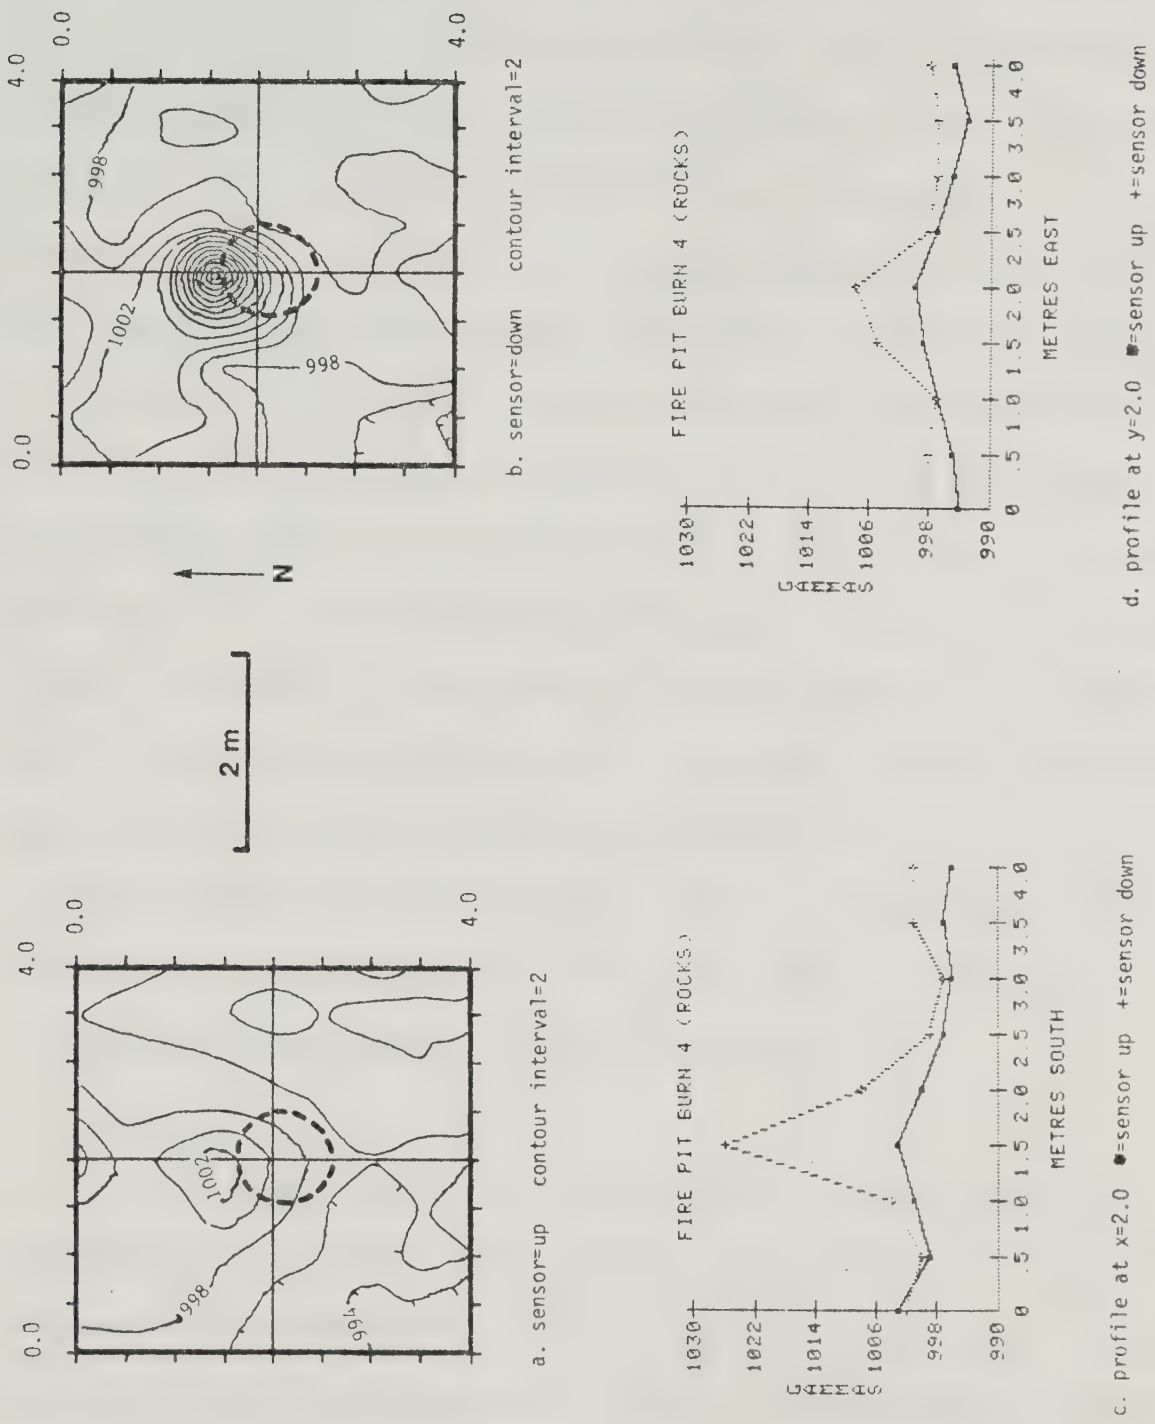 0.0
4.0
0.0
4.0
1002
998
994
a. sensor=up contour interval=2
2 m
N
0.0
4.0
0.0
4.0
1002
998
998
b. sensor=down contour interval=2
FIRE PIT BURN 4 (ROCKS)
GAMMAS
1030
1022
1014
1006
998
990
0 .5 1.0 1.5 2.0 2.5 3.0 3.5 4.0
METRES SOUTH
c. profile at x=2.0 ■=sensor up +=sensor down
FIRE PIT BURN 4 (ROCKS)
GAMMAS
1030
1022
1014
1006
998
990
0 .5 1.0 1.5 2.0 2.5 3.0 3.5 4.0
METRES EAST
d. profile at y=2.0 ■=sensor up +=sensor down